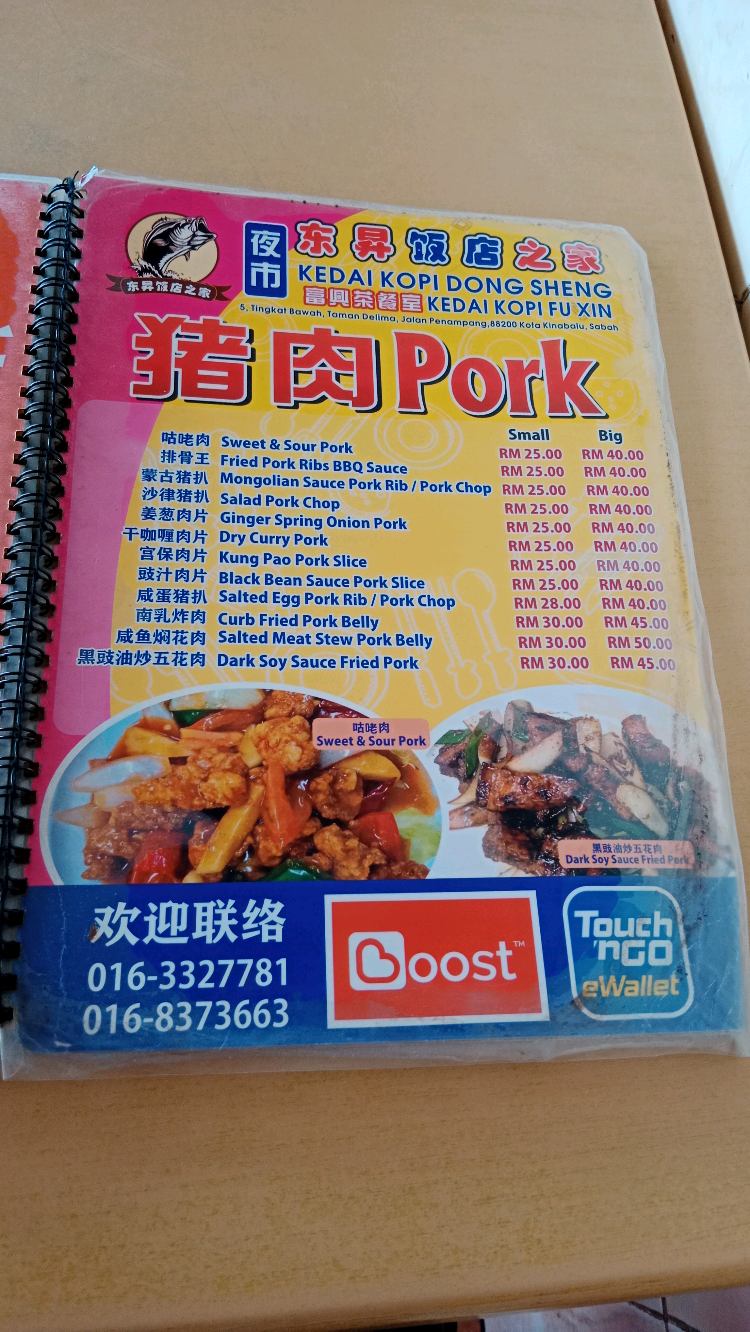 夜市
东昇饭店之家
东昇饭店之家
KEDAI KOPI DONG SHENG
富興茶餐室 KEDAI KOPI FU XIN
5, Tingkat Bawah, Taman Delima, Jalan Penampang,88200 Kota Kinabalu, Sabah
猪肉 Pork
Small Big
咕咾肉 Sweet & Sour Pork RM 25.00 RM 40.00
排骨王 Fried Pork Ribs BBQ Sauce RM 25.00 RM 40.00
蒙古猪扒 Mongolian Sauce Pork Rib / Pork Chop RM 25.00 RM 40.00
沙律猪扒 Salad Pork Chop RM 25.00 RM 40.00
姜葱肉片 Ginger Spring Onion Pork RM 25.00 RM 40.00
干咖喱肉片 Dry Curry Pork RM 25.00 RM 40.00
宫保肉片 Kung Pao Pork Slice RM 25.00 RM 40.00
豉汁肉片 Black Bean Sauce Pork Slice RM 25.00 RM 40.00
咸蛋猪扒 Salted Egg Pork Rib / Pork Chop RM 28.00 RM 40.00
南乳炸肉 Curb Fried Pork Belly RM 30.00 RM 45.00
咸鱼焖花肉 Salted Meat Stew Pork Belly RM 30.00 RM 50.00
黑豉油炒五花肉 Dark Soy Sauce Fried Pork RM 30.00 RM 45.00
咕咾肉
Sweet & Sour Pork
黑豉油炒五花肉
Dark Soy Sauce Fried Pork
欢迎联络
016-3327781
016-8373663
Boost™
Touch
'nGO
eWallet